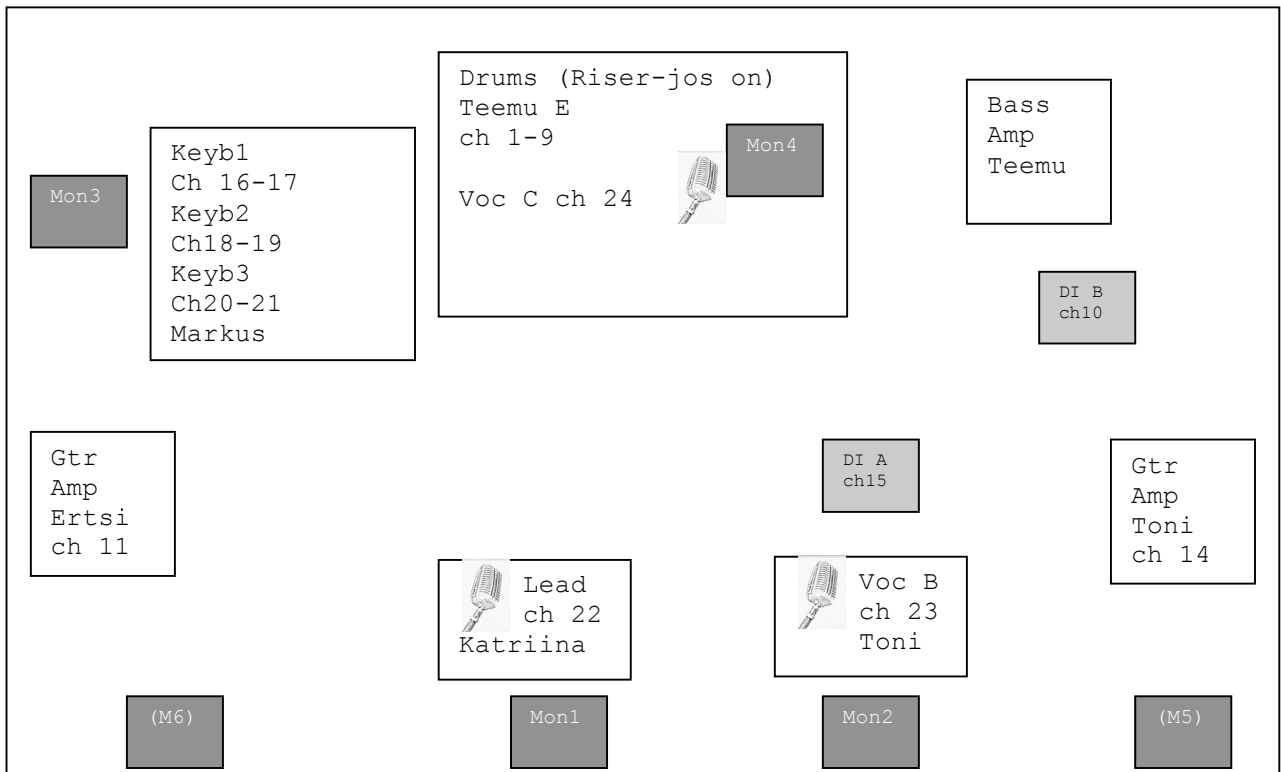 Drums (Riser-jos on)
Teemu E
ch 1-9
Voc C ch 24
Mon4
Bass
Amp
Teemu
Keyb1
Ch 16-17
Keyb2
Ch18-19
Keyb3
Ch20-21
Markus
Mon3
DI B
ch10
Gtr
Amp
Ertsi
ch 11
DI A
ch15
Gtr
Amp
Toni
ch 14
Lead
ch 22
Katriina
Voc B
ch 23
Toni
(M6)
Mon1
Mon2
(M5)